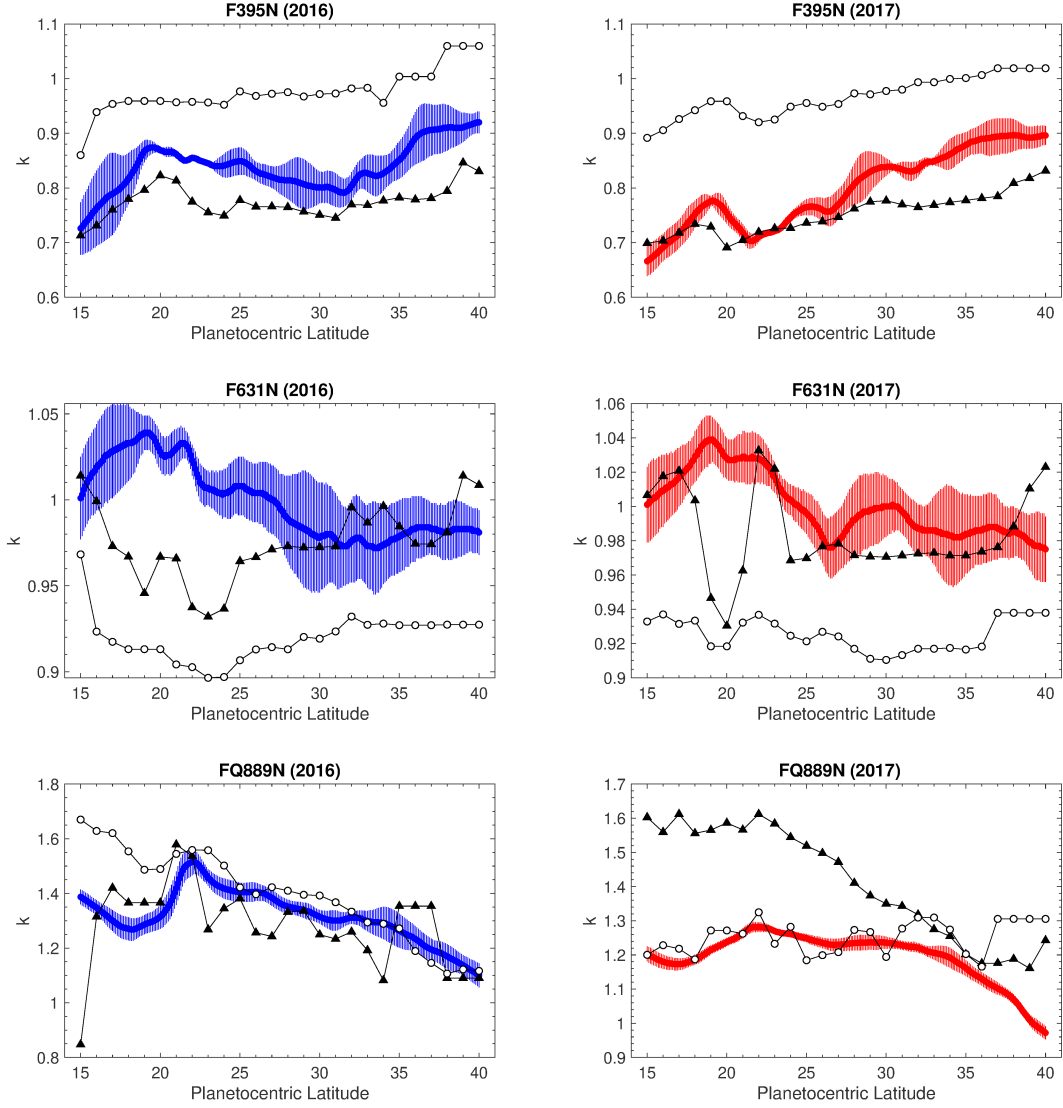 F395N (2016)
1.1
1
0.9
0.8
0.7
0.6
k
15 20 25 30 35 40
Planetocentric Latitude
F395N (2017)
1.1
1
0.9
0.8
0.7
0.6
k
15 20 25 30 35 40
Planetocentric Latitude
F631N (2016)
1.05
1
0.95
0.9
k
15 20 25 30 35 40
Planetocentric Latitude
F631N (2017)
1.06
1.04
1.02
1
0.98
0.96
0.94
0.92
0.9
k
15 20 25 30 35 40
Planetocentric Latitude
FQ889N (2016)
1.8
1.6
1.4
1.2
1
0.8
k
15 20 25 30 35 40
Planetocentric Latitude
FQ889N (2017)
1.7
1.6
1.5
1.4
1.3
1.2
1.1
1
0.9
k
15 20 25 30 35 40
Planetocentric Latitude